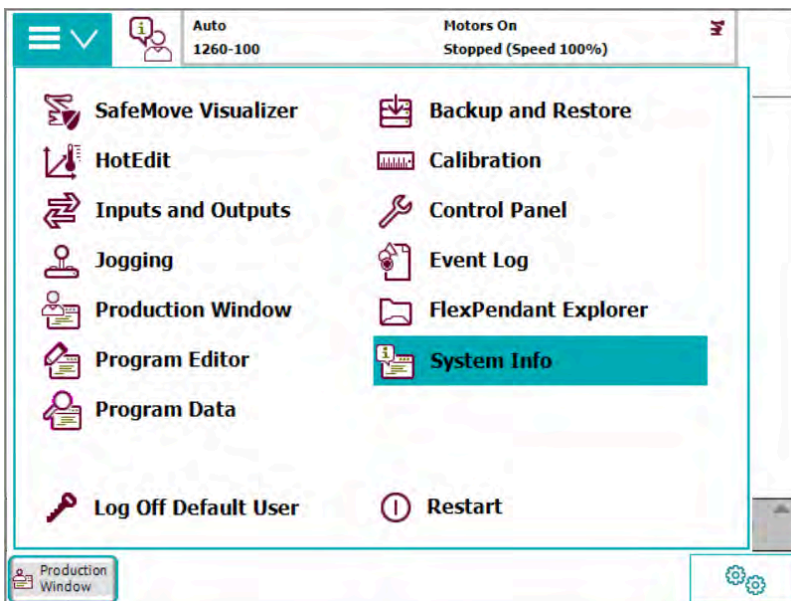 Auto
1260-100
Motors On
Stopped (Speed 100%)
SafeMove Visualizer
HotEdit
Inputs and Outputs
Jogging
Production Window
Program Editor
Program Data
Backup and Restore
Calibration
Control Panel
Event Log
FlexPendant Explorer
System Info
Log Off Default User
Restart
Production
Window